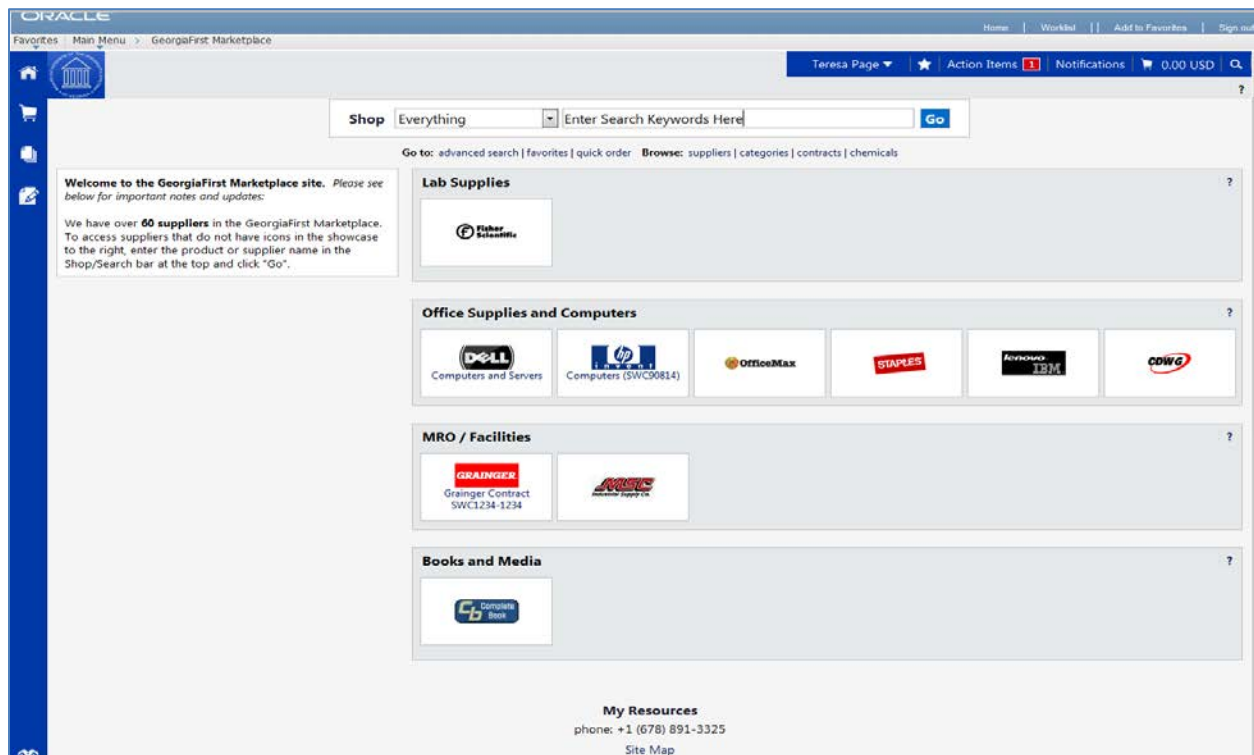 ORACLE
Home | Worklist || Add to Favorites | Sign out
Favorites Main Menu > GeorgiaFirst Marketplace
Teresa Page Action Items 1 Notifications 0.00 USD
?
Shop Everything Enter Search Keywords Here Go
Go to: advanced search | favorites | quick order Browse: suppliers | categories | contracts | chemicals
Welcome to the GeorgiaFirst Marketplace site. Please see
below for important notes and updates:
We have over 60 suppliers in the GeorgiaFirst Marketplace.
To access suppliers that do not have icons in the showcase
to the right, enter the product or supplier name in the
Shop/Search bar at the top and click "Go".
Lab Supplies ?
Fisher
Scientific
Office Supplies and Computers ?
DELL
Computers and Servers
hp
invent
Computers (SWC90814)
OfficeMax
STAPLES
lenovo
IBM
CDWG
MRO / Facilities ?
GRAINGER
Grainger Contract
SWC1234-1234
MSC
Industrial Supply Co.
Books and Media ?
Cb Complete
Book
My Resources
phone: +1 (678) 891-3325
Site Map